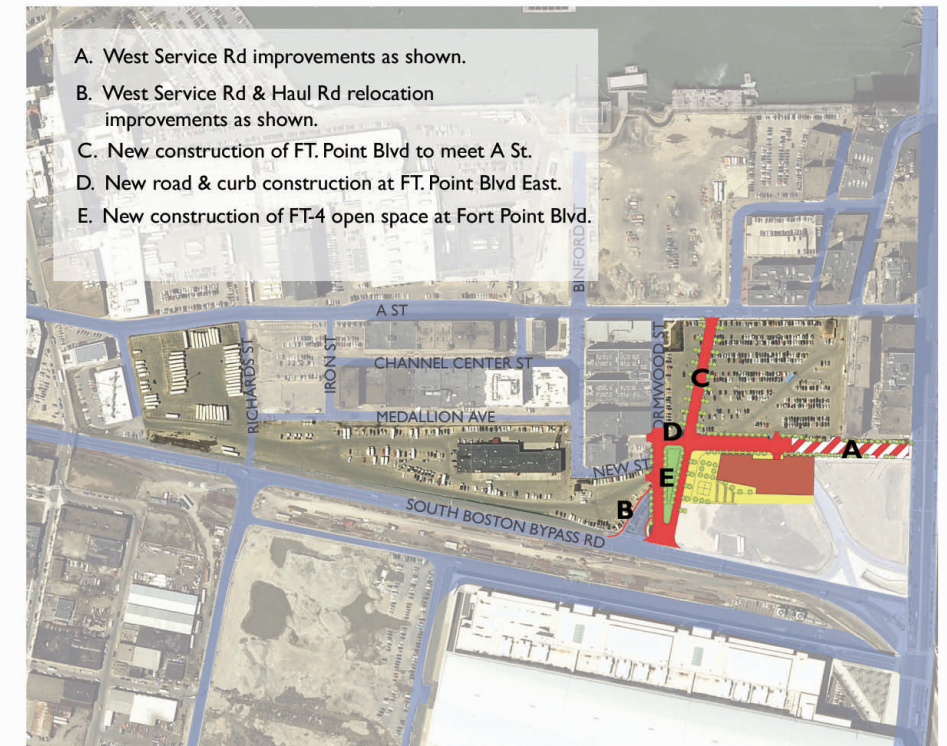 A. West Service Rd improvements as shown.
B. West Service Rd & Haul Rd relocation
improvements as shown.
C. New construction of FT. Point Blvd to meet A St.
D. New road & curb construction at FT. Point Blvd East.
E. New construction of FT-4 open space at Fort Point Blvd.
BINFORD
A ST
RICHARDS ST
IRON ST
CHANNEL CENTER ST
ORMWOOD ST
C
MEDALLION AVE
D
A
NEW ST
E
B
SOUTH BOSTON BYPASS RD